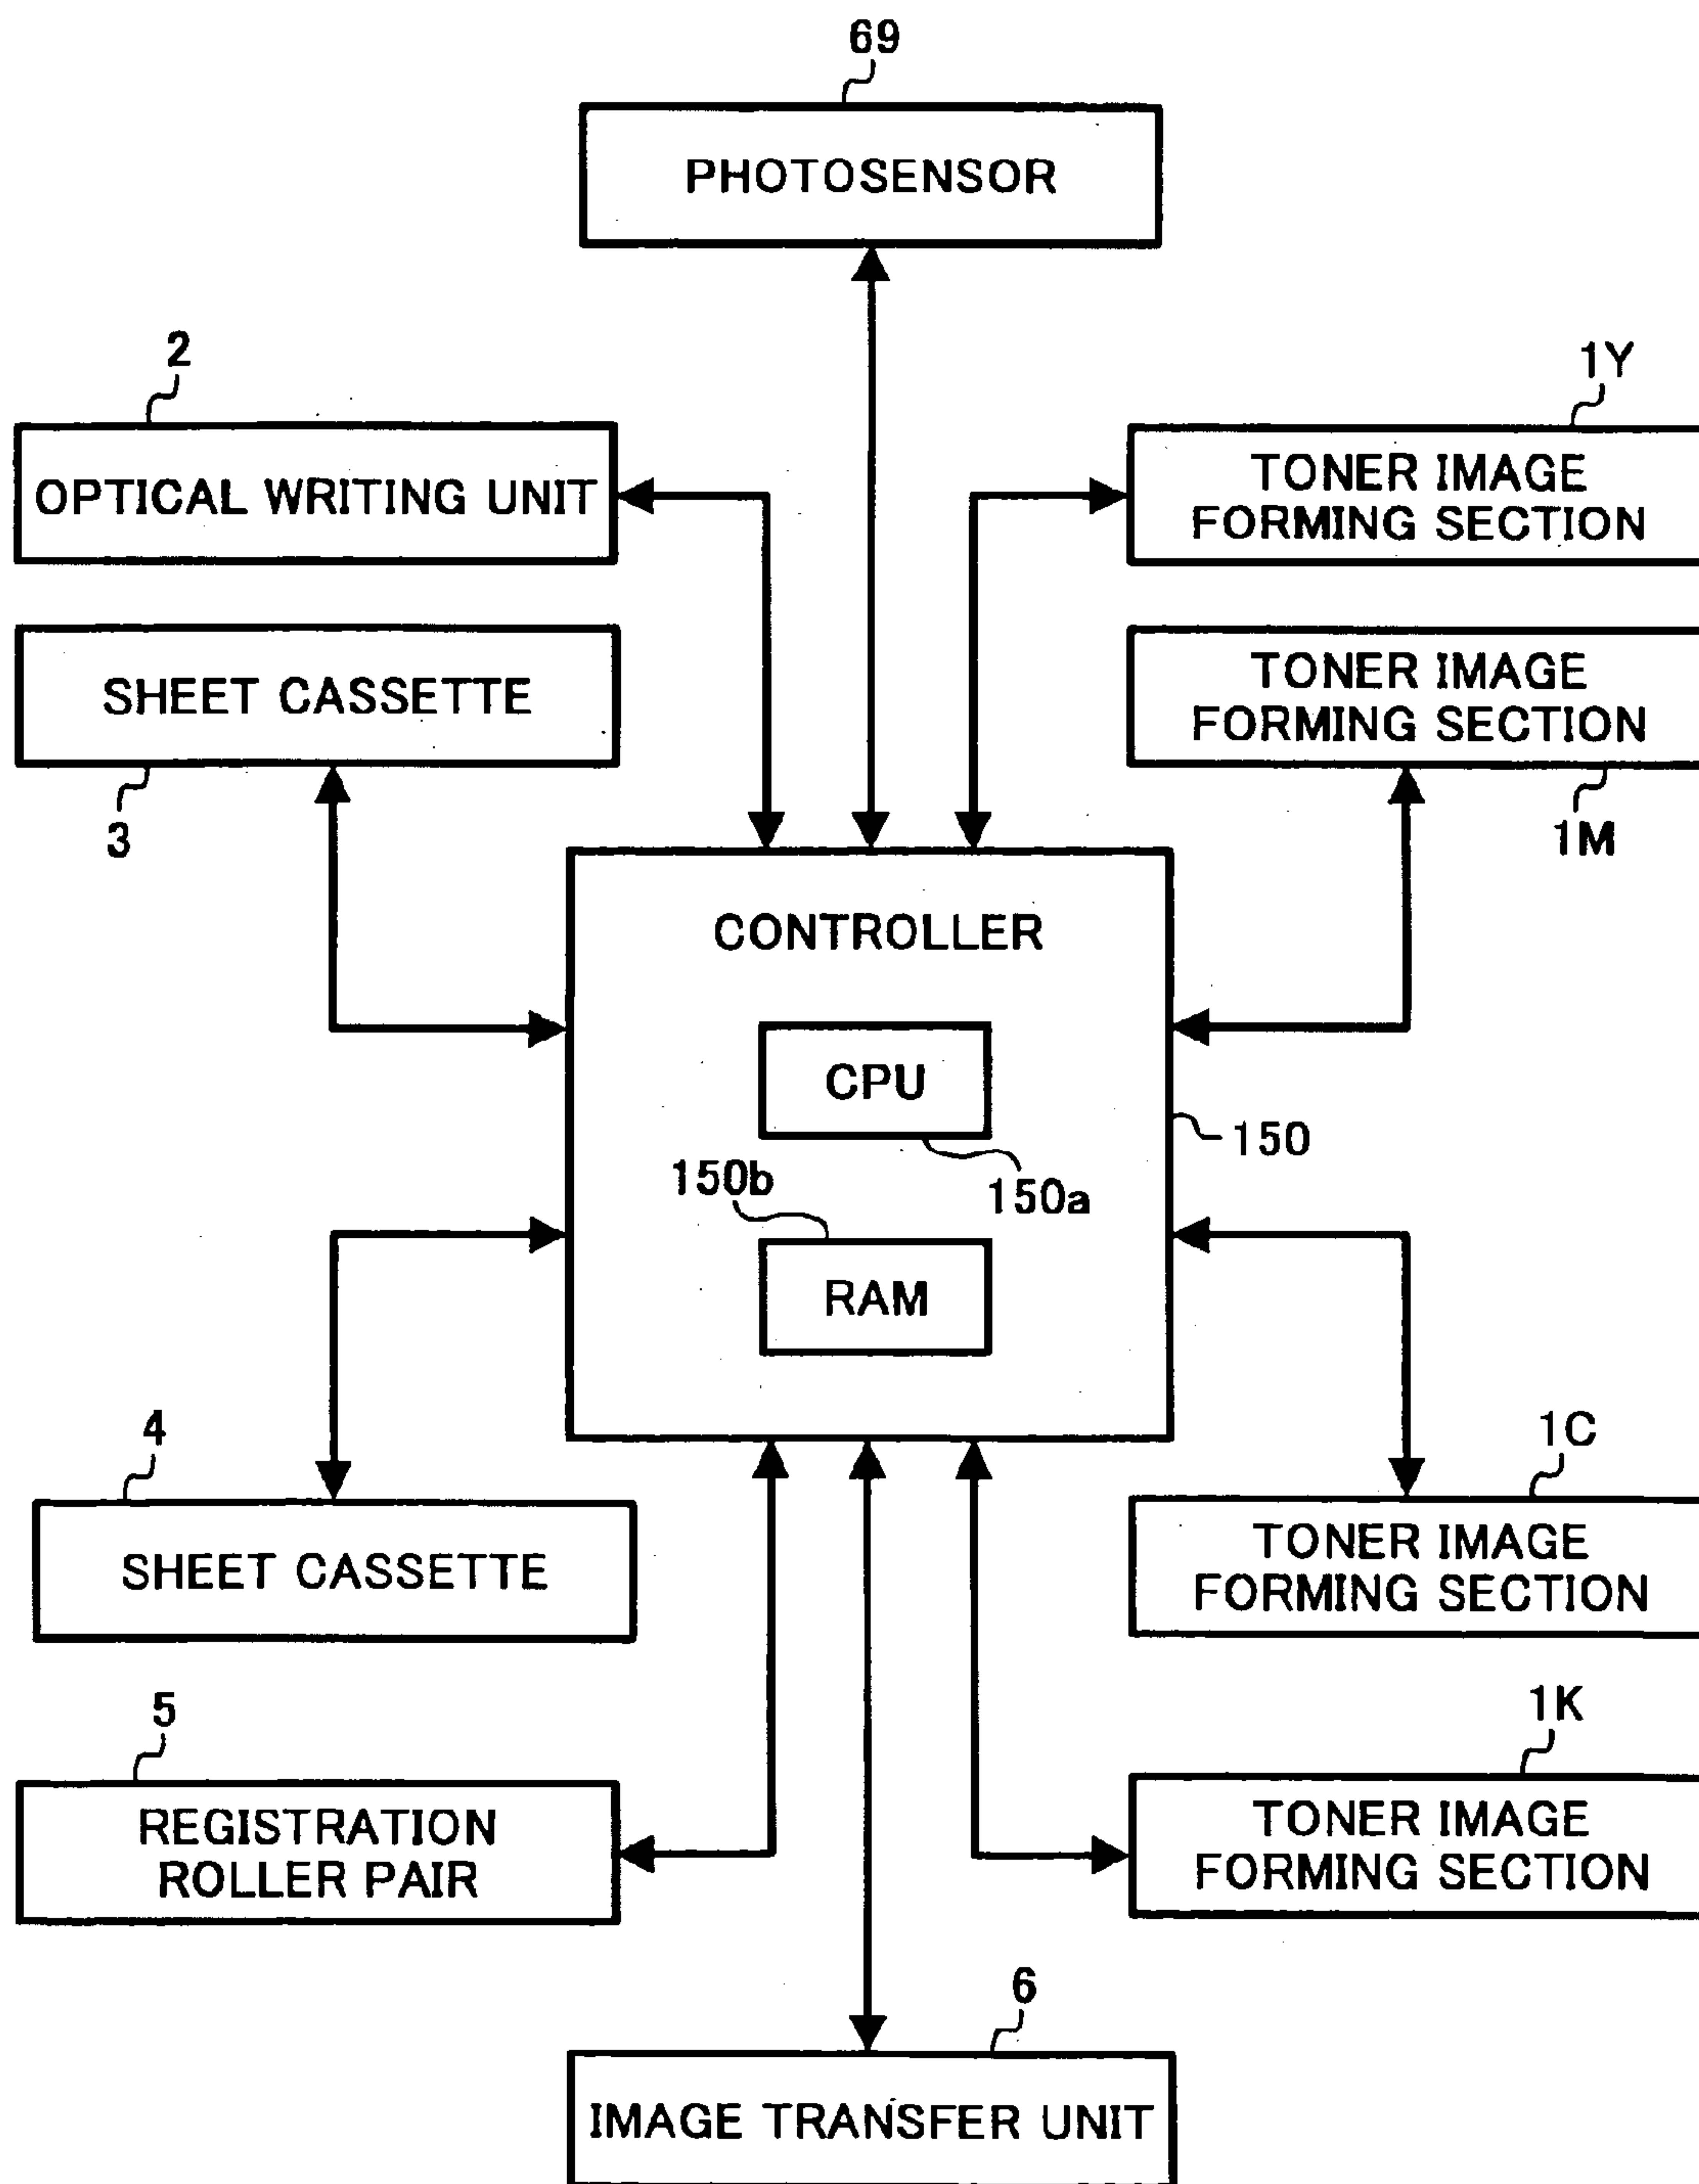 69
PHOTOSENSOR
2
1Y
OPTICAL WRITING UNIT
TONER IMAGE
FORMING SECTION
SHEET CASSETTE
3
TONER IMAGE
FORMING SECTION
1M
CONTROLLER
CPU
150
150a
150b
RAM
4
SHEET CASSETTE
1C
TONER IMAGE
FORMING SECTION
5
REGISTRATION
ROLLER PAIR
1K
TONER IMAGE
FORMING SECTION
6
IMAGE TRANSFER UNIT